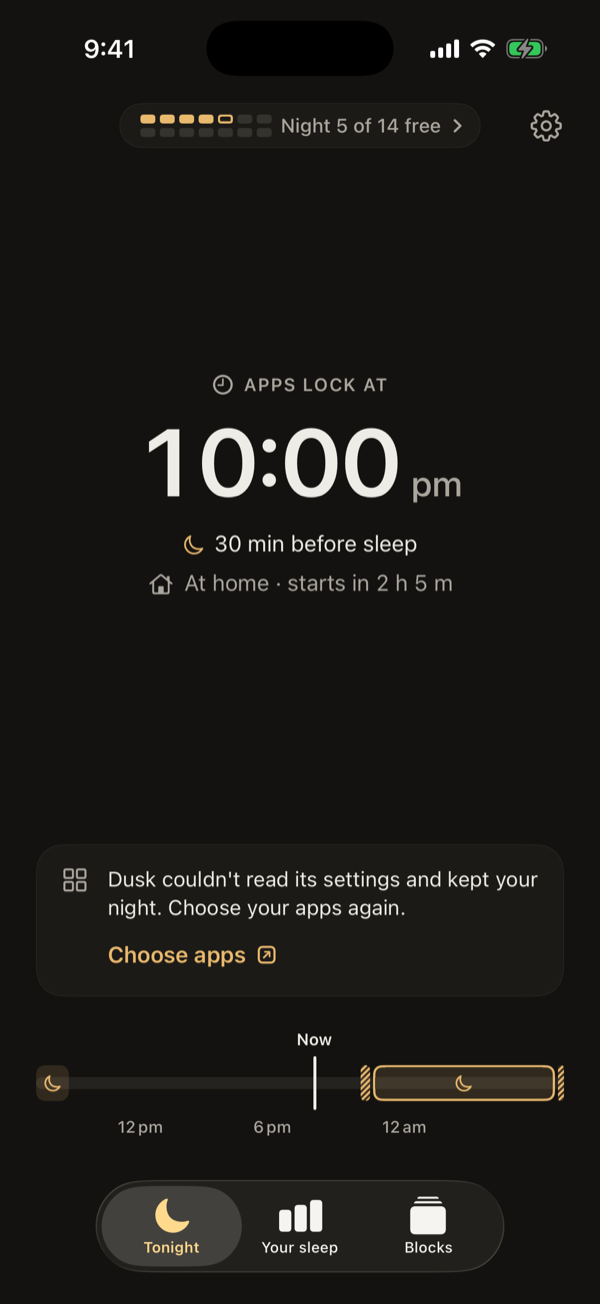 9:41
Night 5 of 14 free
APPS LOCK AT
10:00 pm
30 min before sleep
At home · starts in 2 h 5 m
Dusk couldn't read its settings and kept your
night. Choose your apps again.
Choose apps
Now
12 pm 6 pm 12 am
Tonight Your sleep Blocks